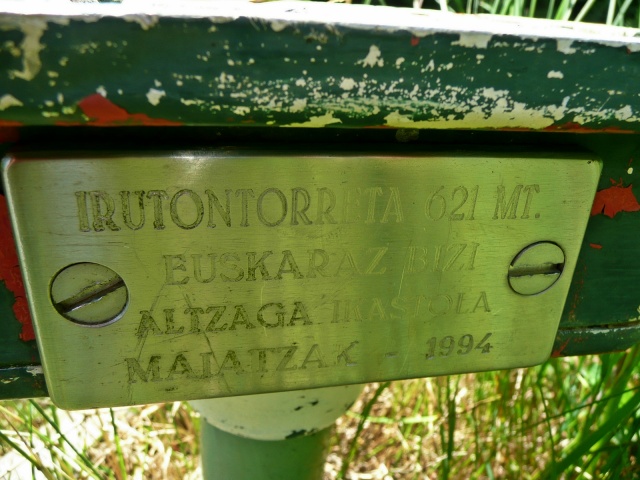 IRUTONTORRETA 621 MT.
EUSKARAZ BIZI
ALTZAGA IKASTOLA
MAIATZAK - 1994